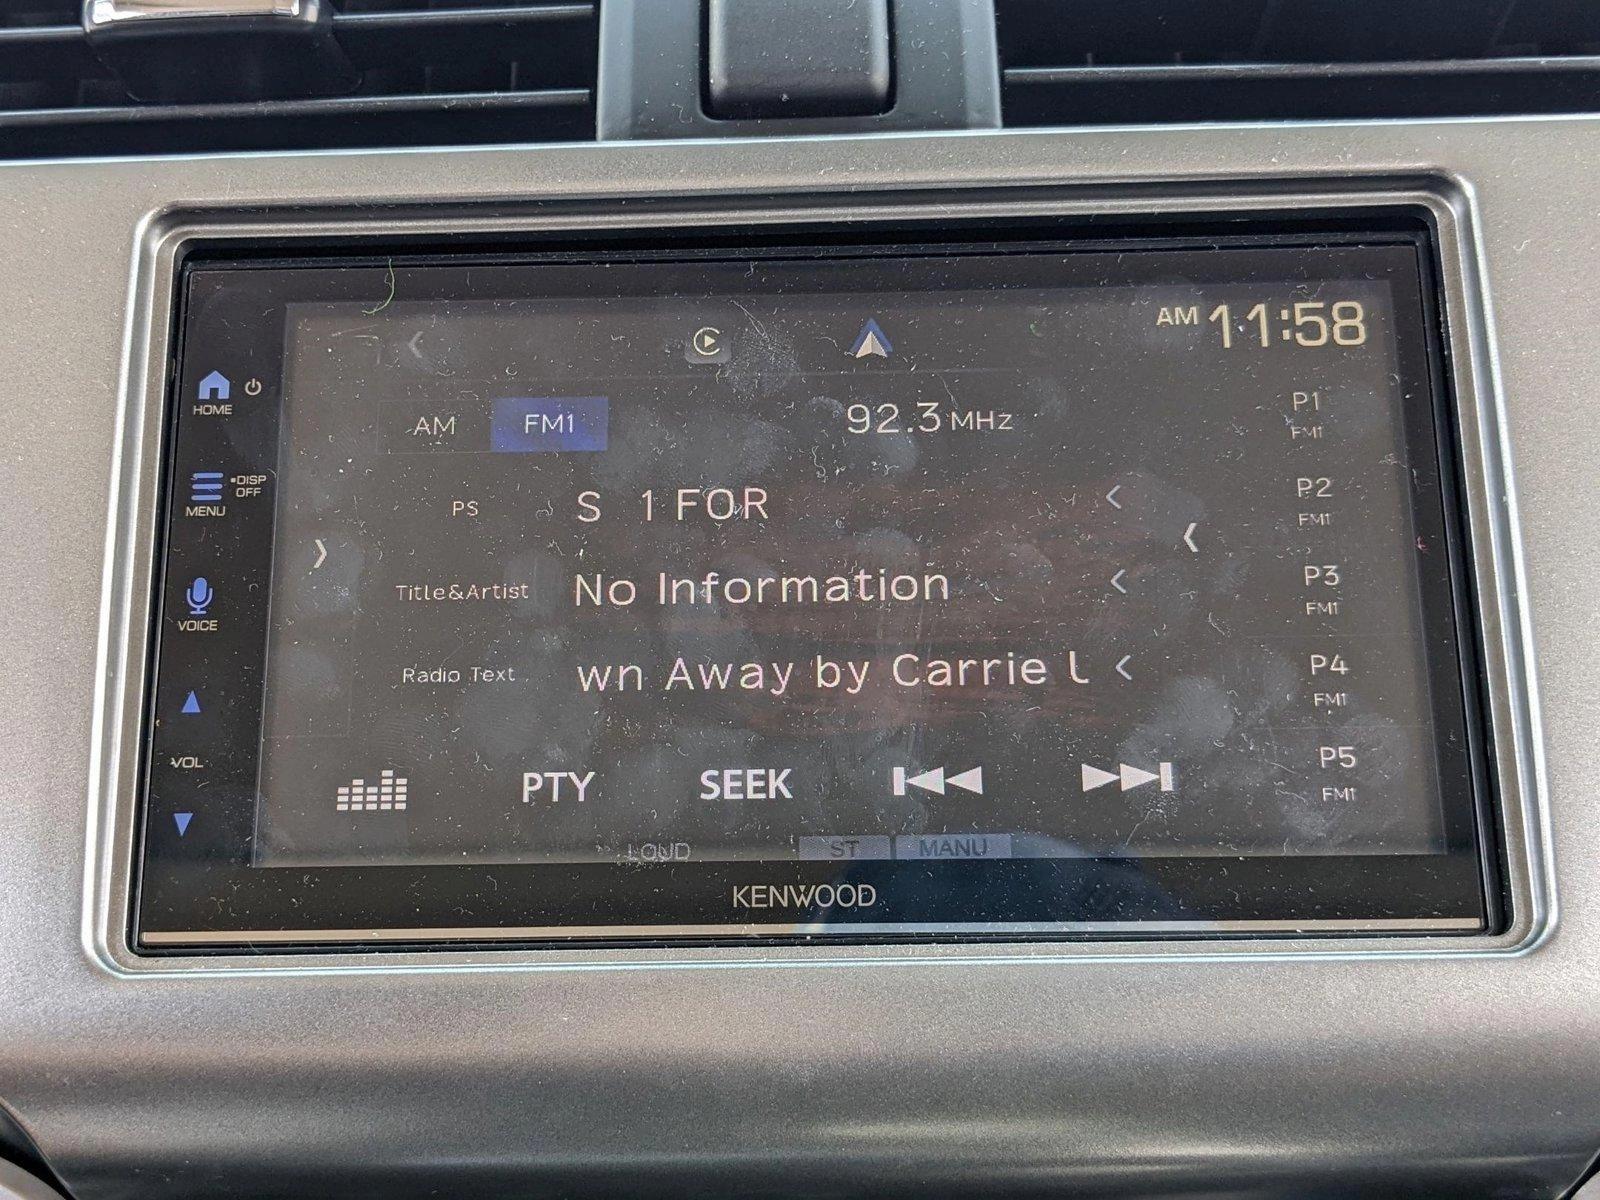 AM 11:58
HOME
AM FM1 92.3 MHz
P1
FM1
MENU
•DISP
OFF
PS S 1 FOR
P2
FM1
VOICE
Title&Artist No Information
P3
FM1
Radio Text wn Away by Carrie U
P4
FM1
VOL
PTY SEEK
P5
FM1
LOUD ST MANU
KENWOOD